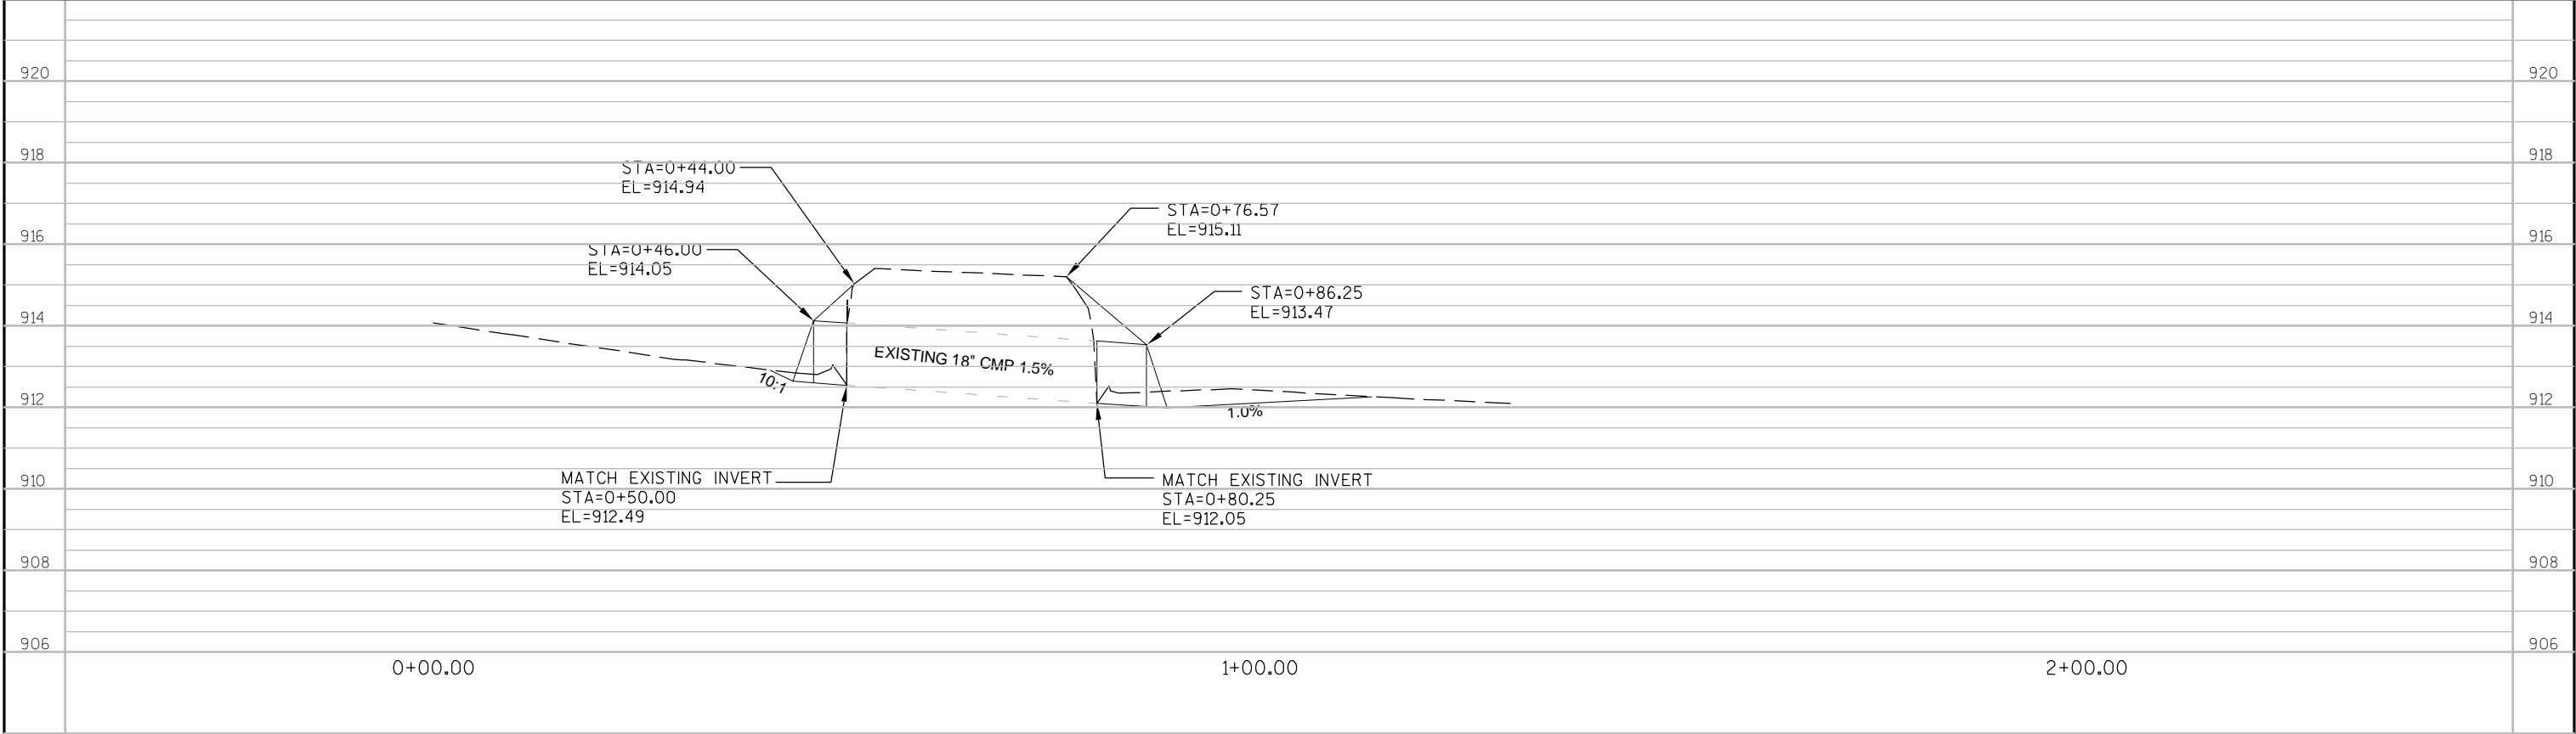 920 920
918 918
STA=0+44.00
EL=914.94
STA=0+76.57
EL=915.11
916 916
STA=0+46.00
EL=914.05
STA=0+86.25
EL=913.47
914 914
EXISTING 18" CMP 1.5%
10:1
912 912
1.0%
MATCH EXISTING INVERT
STA=0+50.00
EL=912.49
MATCH EXISTING INVERT
STA=0+80.25
EL=912.05
910 910
908 908
906 906
0+00.00 1+00.00 2+00.00